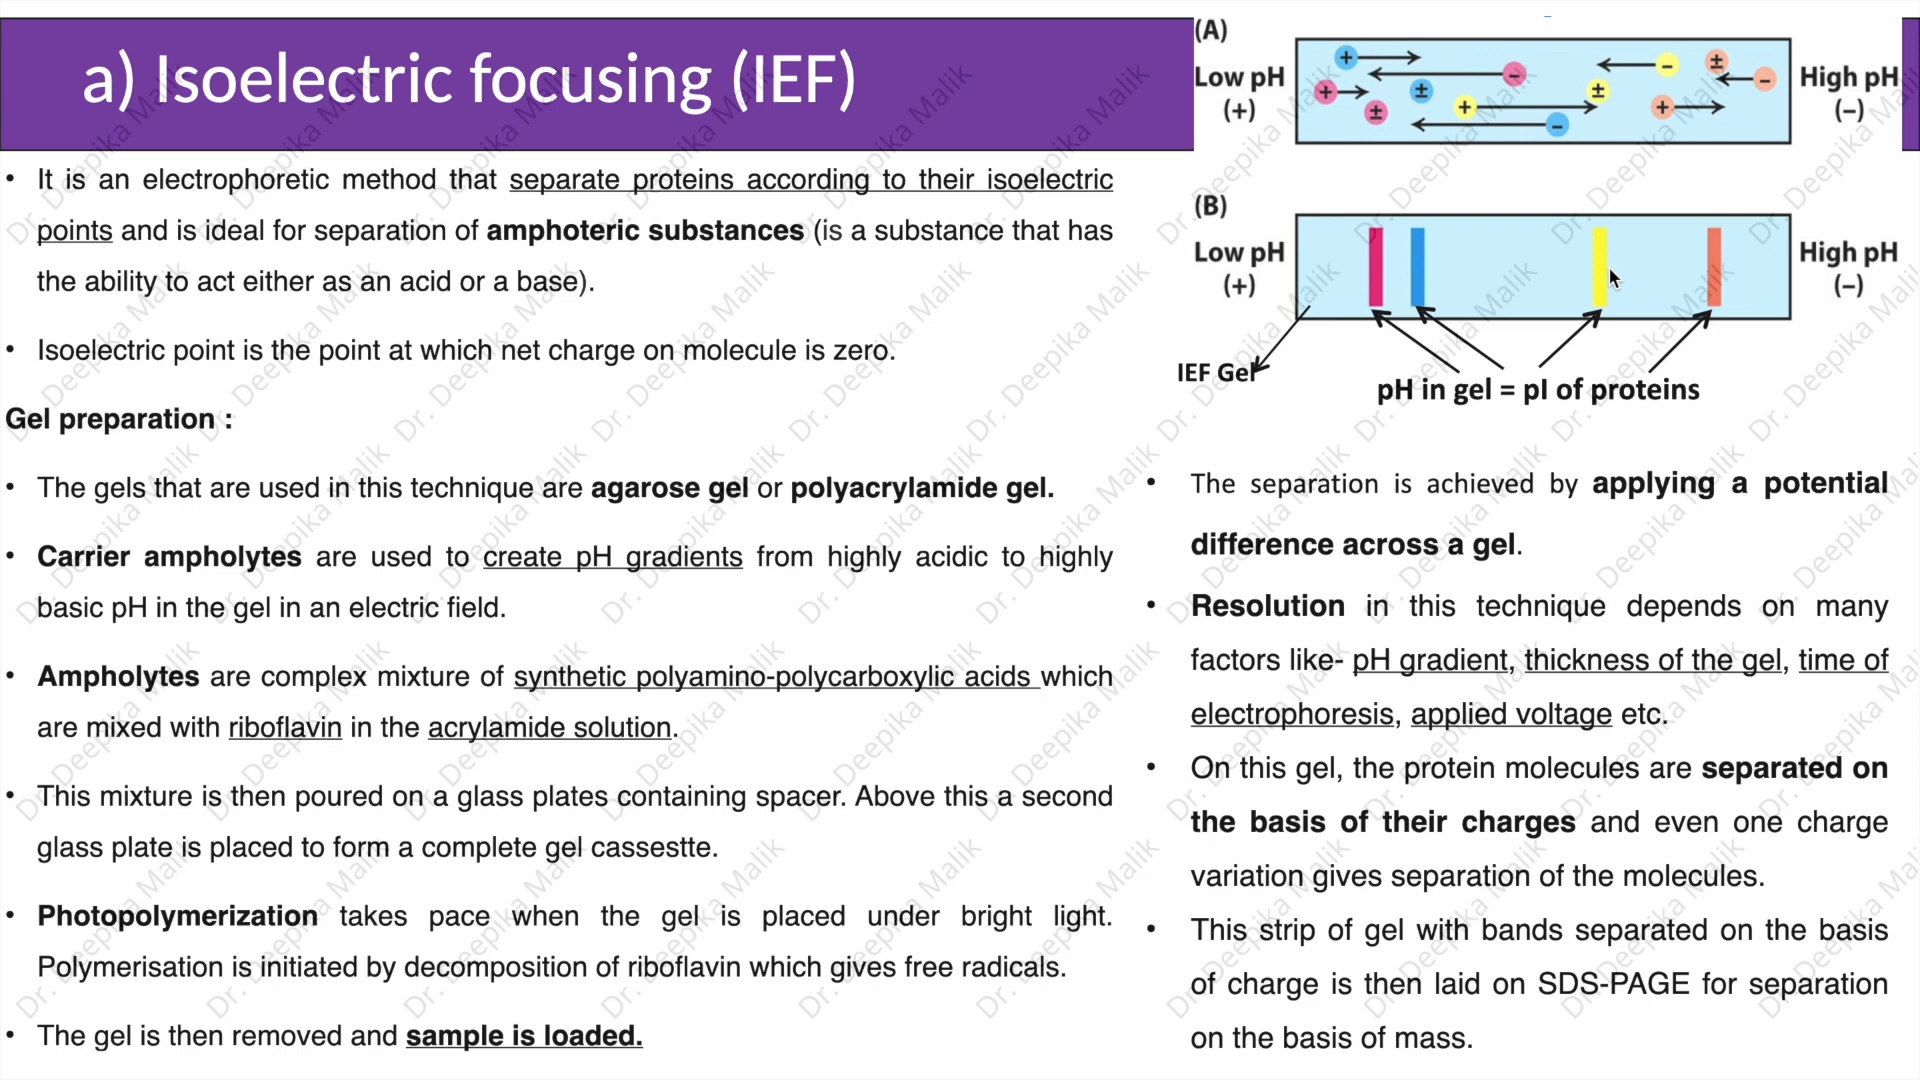 a) Isoelectric focusing (IEF)
• It is an electrophoretic method that separate proteins according to their isoelectric
points and is ideal for separation of amphoteric substances (is a substance that has
the ability to act either as an acid or a base).
• Isoelectric point is the point at which net charge on molecule is zero.
Gel preparation :
• The gels that are used in this technique are agarose gel or polyacrylamide gel.
• Carrier ampholytes are used to create pH gradients from highly acidic to highly
basic pH in the gel in an electric field.
• Ampholytes are complex mixture of synthetic polyamino-polycarboxylic acids which
are mixed with riboflavin in the acrylamide solution.
• This mixture is then poured on a glass plates containing spacer. Above this a second
glass plate is placed to form a complete gel cassestte.
• Photopolymerization takes pace when the gel is placed under bright light.
Polymerisation is initiated by decomposition of riboflavin which gives free radicals.
• The gel is then removed and sample is loaded.
(A)
Low pH
(+)
+ − − ±
+ ± ± + ± + −
−
High pH
(−)
(B)
Low pH
(+)
High pH
(−)
IEF Gel
pH in gel = pI of proteins
• The separation is achieved by applying a potential
difference across a gel.
• Resolution in this technique depends on many
factors like- pH gradient, thickness of the gel, time of
electrophoresis, applied voltage etc.
• On this gel, the protein molecules are separated on
the basis of their charges and even one charge
variation gives separation of the molecules.
• This strip of gel with bands separated on the basis
of charge is then laid on SDS-PAGE for separation
on the basis of mass.
Dr. Deepika Malik